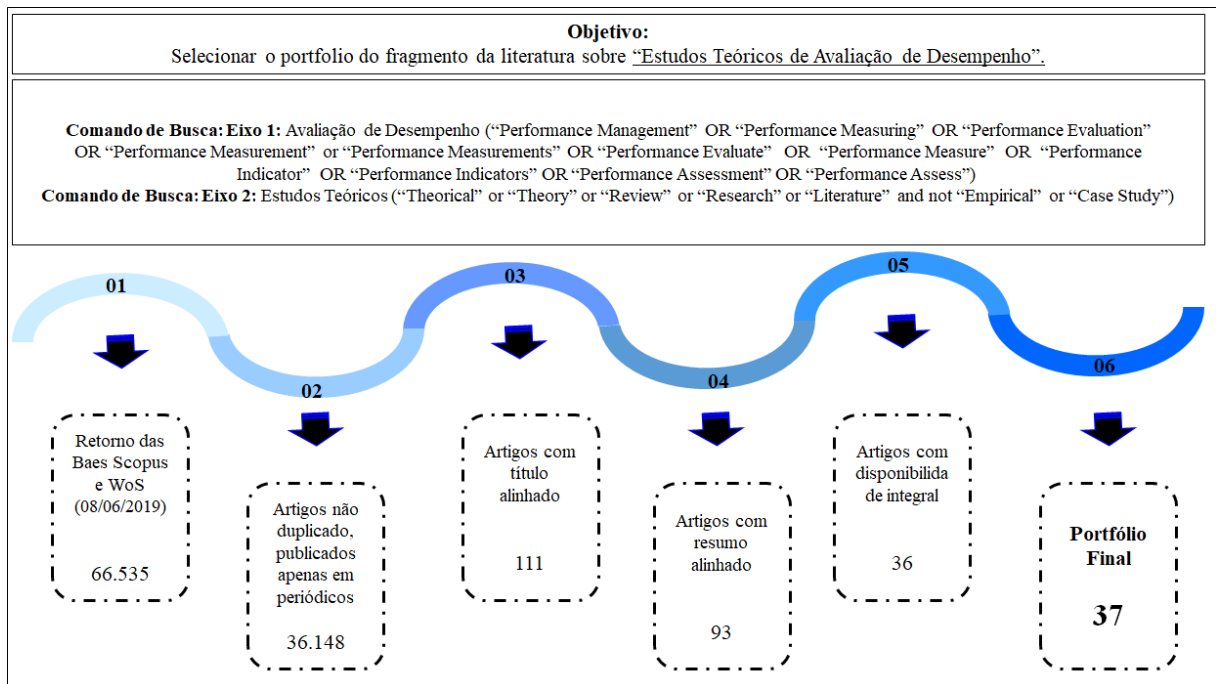 Objetivo:
Selecionar o portfolio do fragmento da literatura sobre “Estudos Teóricos de Avaliação de Desempenho”.
Comando de Busca: Eixo 1: Avaliação de Desempenho (“Performance Management” OR “Performance Measuring” OR “Performance Evaluation”
OR “Performance Measurement” or “Performance Measurements” OR “Performance Evaluate” OR “Performance Measure” OR “Performance
Indicator” OR “Performance Indicators” OR “Performance Assessment” OR “Performance Assess”)
Comando de Busca: Eixo 2: Estudos Teóricos (“Theorical” or “Theory” or “Review” or “Research” or “Literature” and not “Empirical” or “Case Study”)
01
02
03
04
05
06
Retorno das
Baes Scopus
e WoS
(08/06/2019)
66.535
Artigos não
duplicado,
publicados
apenas em
periódicos
36.148
Artigos com
título
alinhado
111
Artigos com
resumo
alinhado
93
Artigos com
disponibilida
de integral
36
Portfólio
Final
37